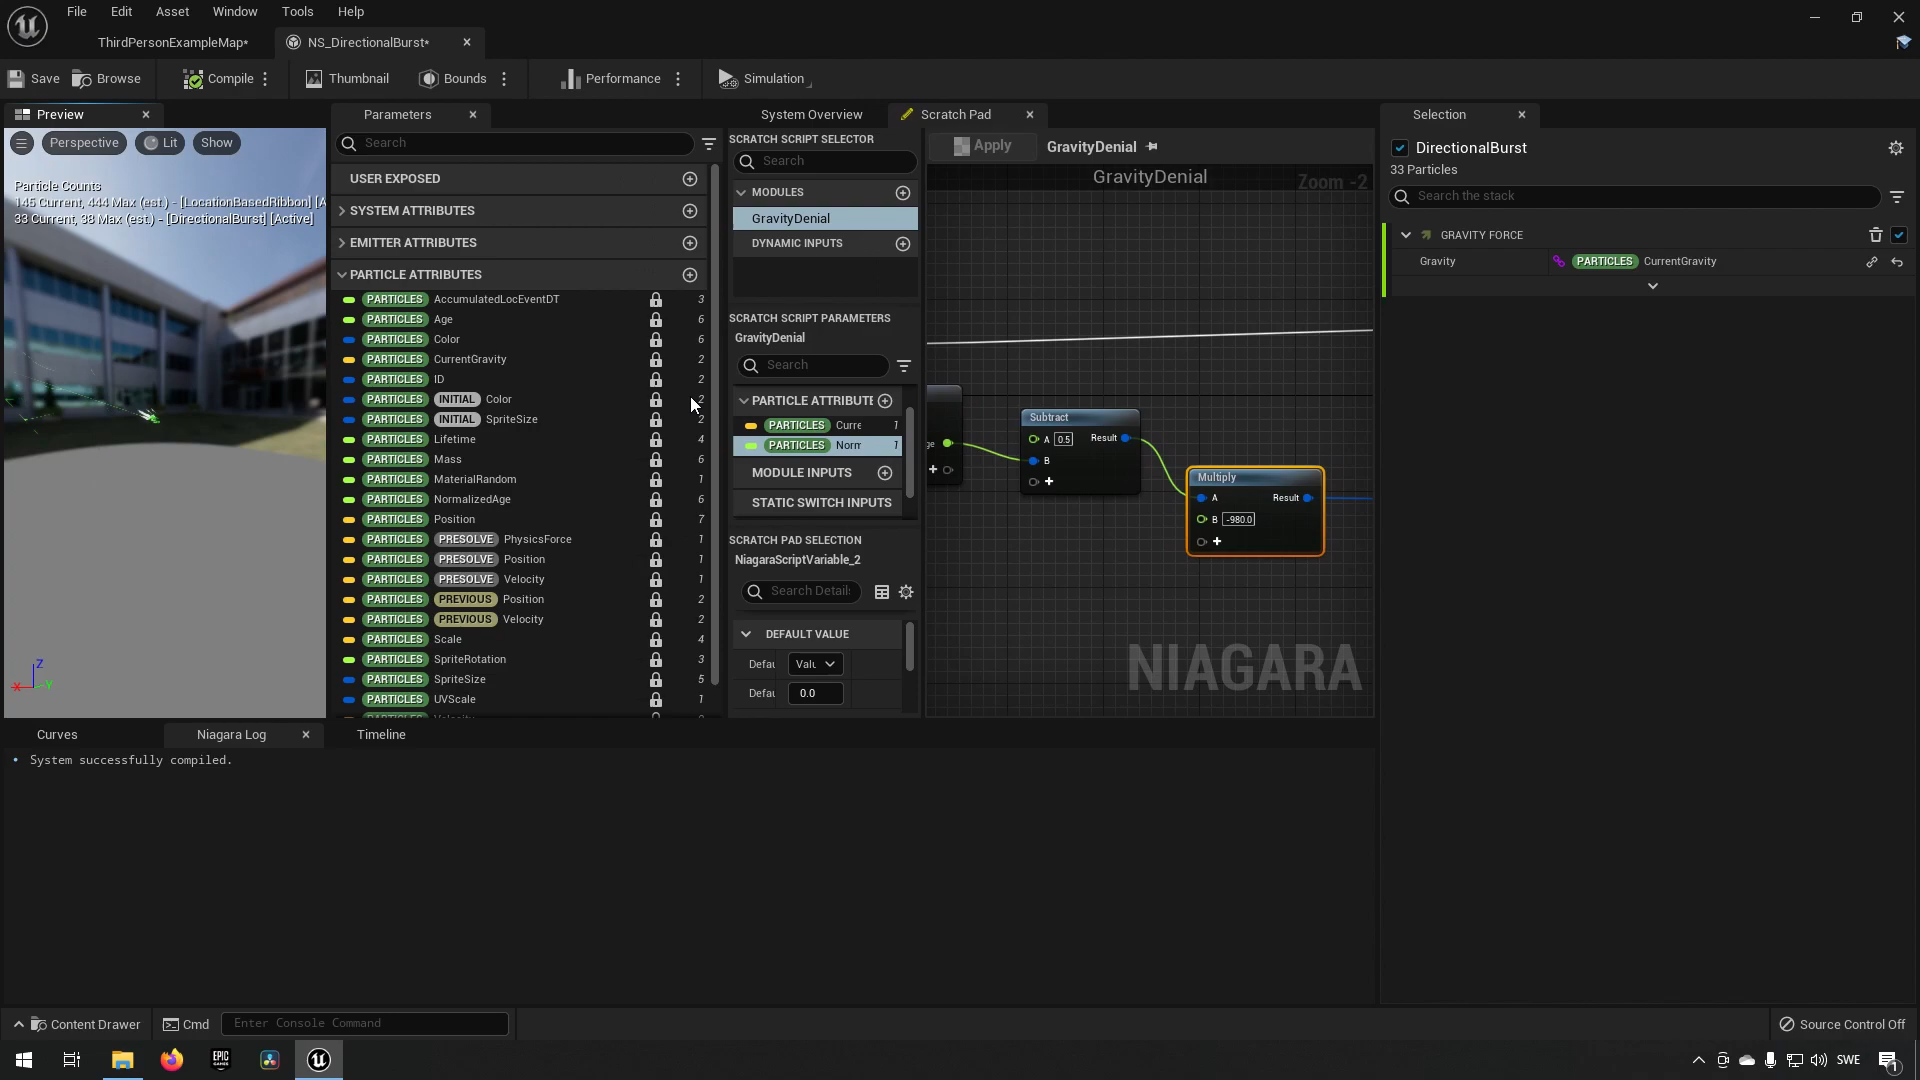 File Edit Asset Window Tools Help
ThirdPersonExampleMap* NS_DirectionalBurst*
Save Browse Compile Thumbnail Bounds Performance Simulation
Preview Parameters System Overview Scratch Pad Selection
Perspective Lit Show
Particle Counts
145 Current, 444 Max (est.) - [LocationBasedRibbon] [A
33 Current, 38 Max (est.) - [DirectionalBurst] [Active]
Z
X Y
Search
USER EXPOSED
SYSTEM ATTRIBUTES
EMITTER ATTRIBUTES
PARTICLE ATTRIBUTES
PARTICLES AccumulatedLocEventDT 3
PARTICLES Age 6
PARTICLES Color 6
PARTICLES CurrentGravity 2
PARTICLES ID 2
PARTICLES INITIAL Color 2
PARTICLES INITIAL SpriteSize 2
PARTICLES Lifetime 4
PARTICLES Mass 6
PARTICLES MaterialRandom 1
PARTICLES NormalizedAge 6
PARTICLES Position 7
PARTICLES PRESOLVE PhysicsForce 1
PARTICLES PRESOLVE Position 1
PARTICLES PRESOLVE Velocity 1
PARTICLES PREVIOUS Position 2
PARTICLES PREVIOUS Velocity 2
PARTICLES Scale 4
PARTICLES SpriteRotation 3
PARTICLES SpriteSize 5
PARTICLES UVScale 1
SCRATCH SCRIPT SELECTOR
Search
MODULES
GravityDenial
DYNAMIC INPUTS
SCRATCH SCRIPT PARAMETERS
GravityDenial
Search
PARTICLE ATTRIBUTE
PARTICLES Curre 1
PARTICLES Norm 1
MODULE INPUTS
STATIC SWITCH INPUTS
SCRATCH PAD SELECTION
NiagaraScriptVariable_2
Search Detail
DEFAULT VALUE
Defau Valu
Defau 0.0
Apply GravityDenial
GravityDenial Zoom -2
ge
Subtract
A 0.5 Result
B
Multiply
A Result
B -980.0
NIAGARA
DirectionalBurst
33 Particles
Search the stack
GRAVITY FORCE
Gravity PARTICLES CurrentGravity
Curves Niagara Log Timeline
System successfully compiled.
Content Drawer Cmd Enter Console Command Source Control Off
EPIC GAMES
SWE
1